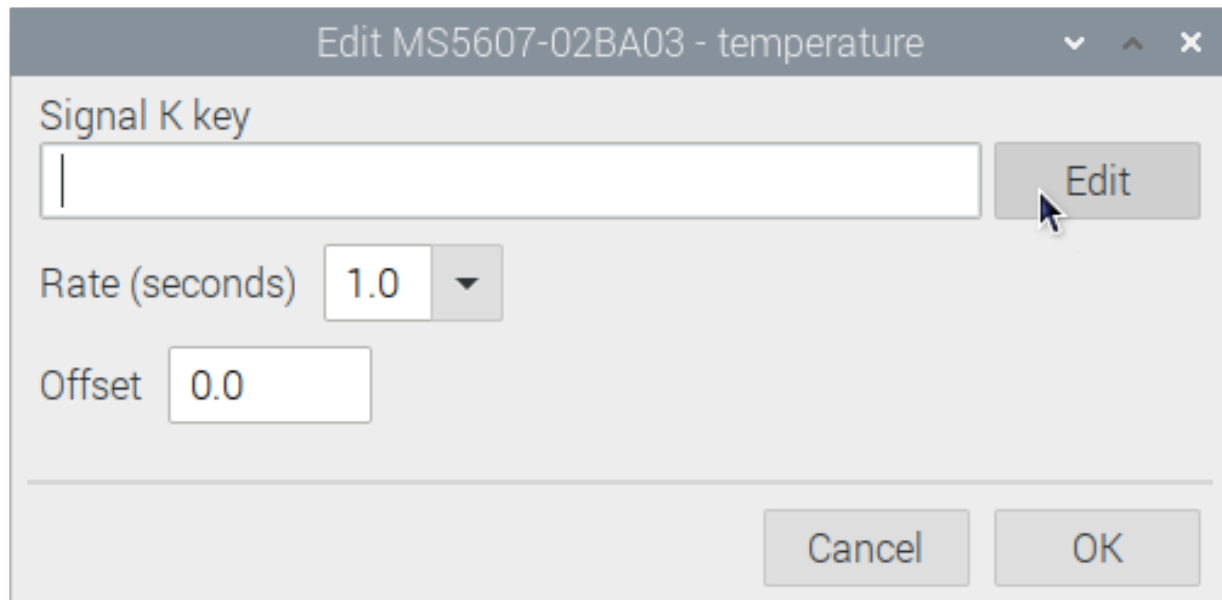 Edit MS5607-02BA03 - temperature
Signal K key
Edit
Rate (seconds) 1.0
Offset 0.0
Cancel OK